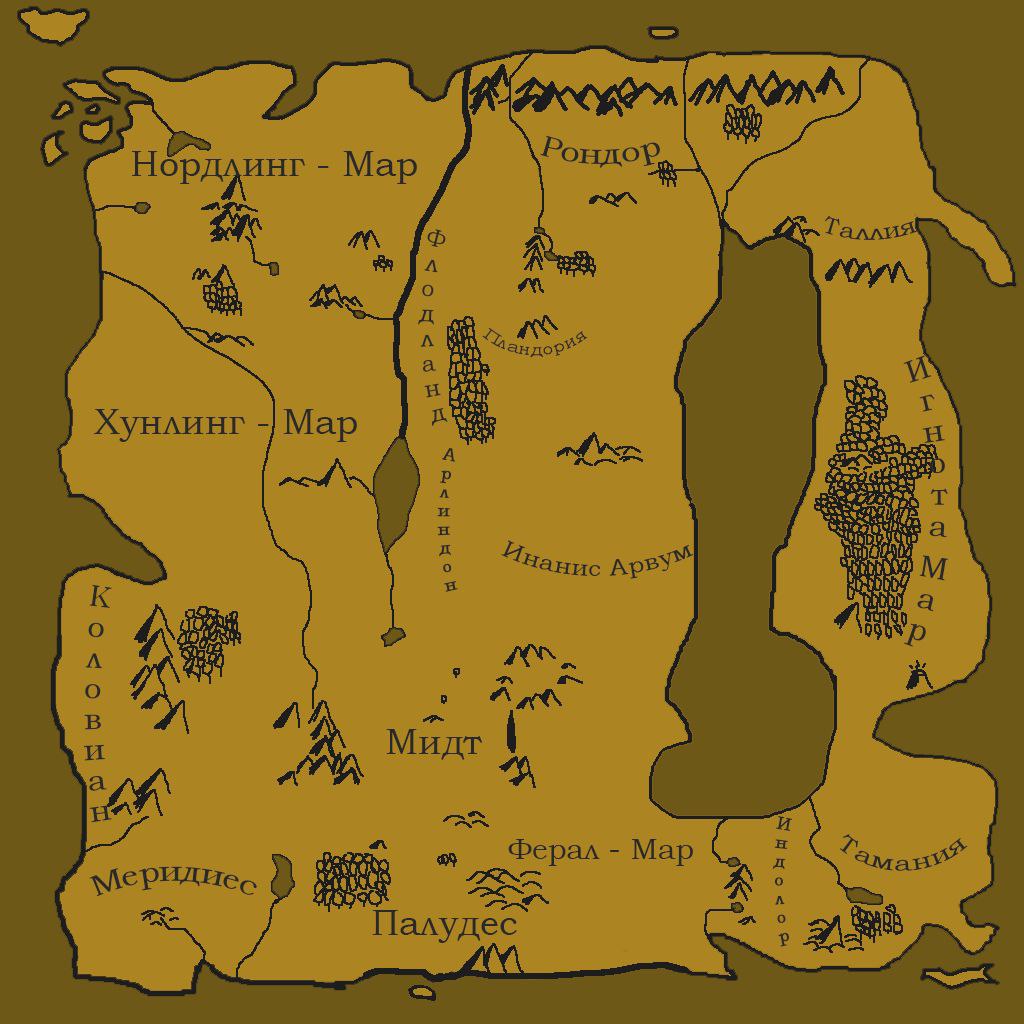 Нордлинг - Мар
Рондор
Таллия
Флодланд
Пландория
Игнотта Мар
Хунлинг - Мар
Арлиндон
Инанис Арвум
Коловиан
Мидт
Индолор
Ферал - Мар
Тамания
Меридиес
Палудес